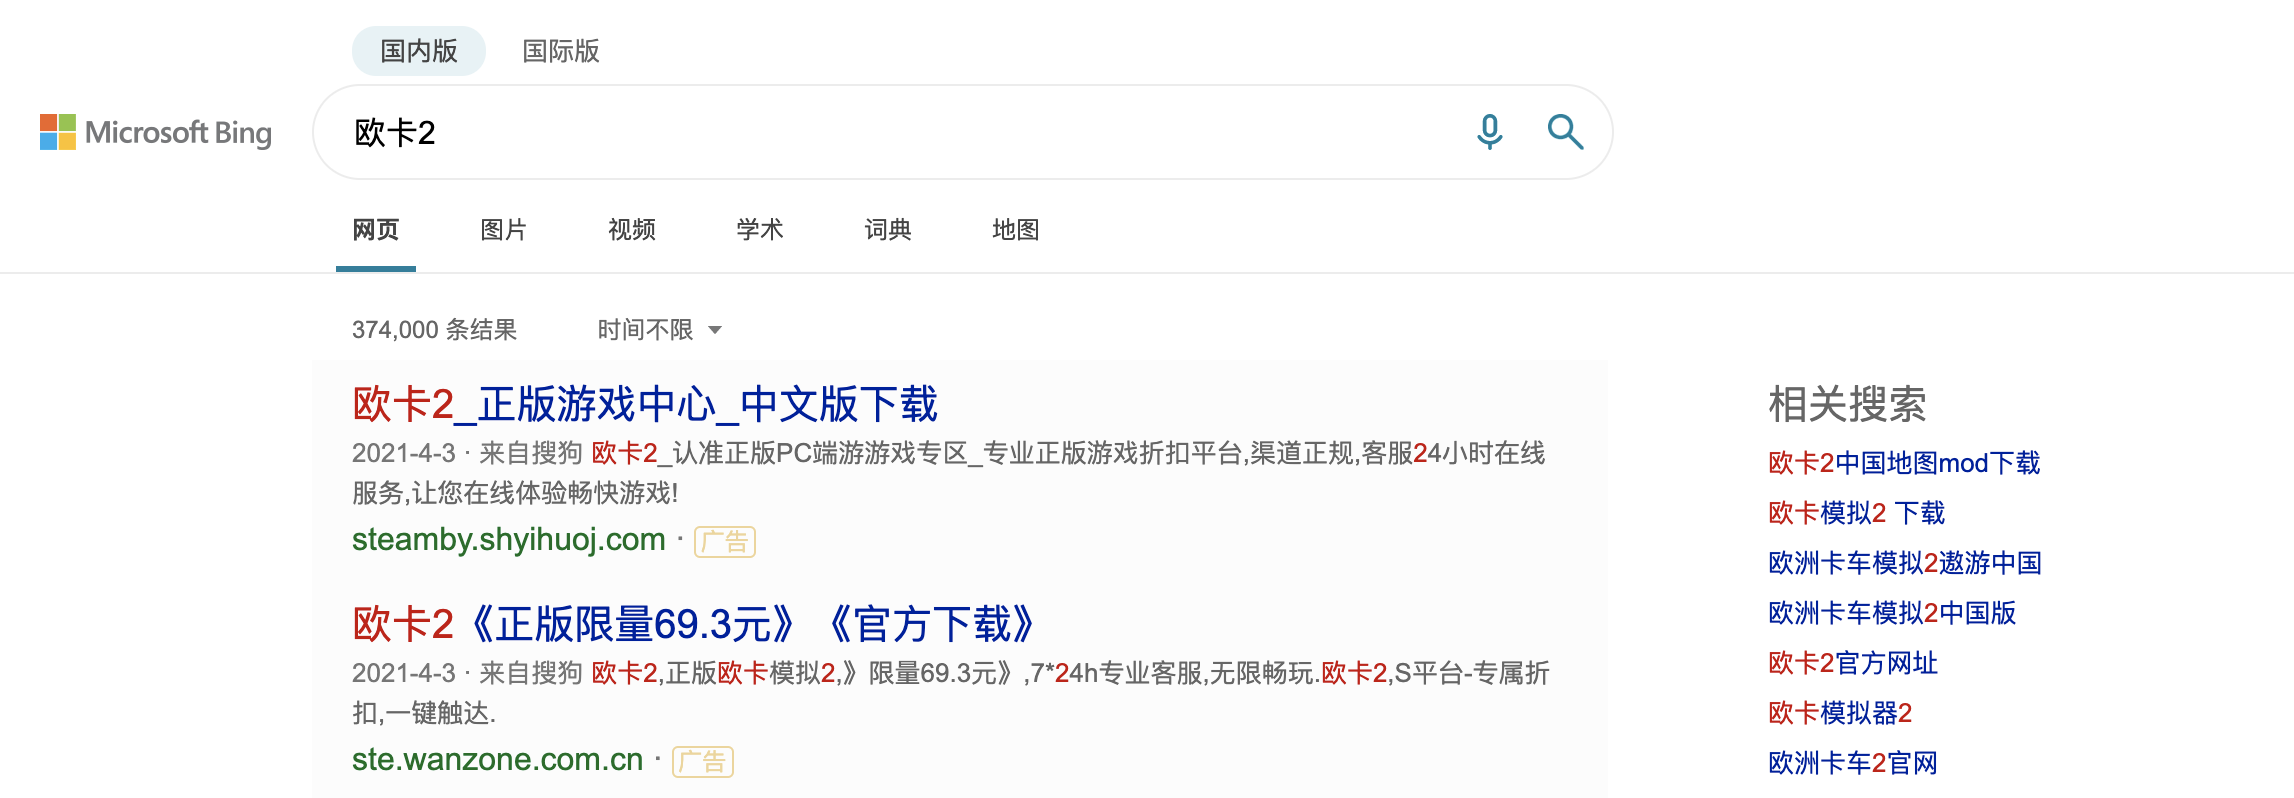 国内版 国际版
Microsoft Bing
欧卡2
网页 图片 视频 学术 词典 地图
374,000 条结果 时间不限
欧卡2_正版游戏中心_中文版下载
2021-4-3 · 来自搜狗 欧卡2_认准正版PC端游游戏专区_专业正版游戏折扣平台,渠道正规,客服24小时在线
服务,让您在线体验畅快游戏!
steamby.shyihuoj.com · 广告
欧卡2《正版限量69.3元》《官方下载》
2021-4-3 · 来自搜狗 欧卡2,正版欧卡模拟2,》限量69.3元》,7*24h专业客服,无限畅玩.欧卡2,S平台-专属折
扣,一键触达.
ste.wanzone.com.cn · 广告
相关搜索
欧卡2中国地图mod下载
欧卡模拟2 下载
欧洲卡车模拟2遨游中国
欧洲卡车模拟2中国版
欧卡2官方网址
欧卡模拟器2
欧洲卡车2官网